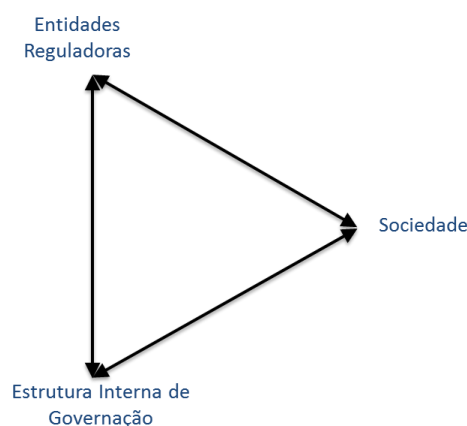 Entidades
Reguladoras
Sociedade
Estrutura Interna de
Governação